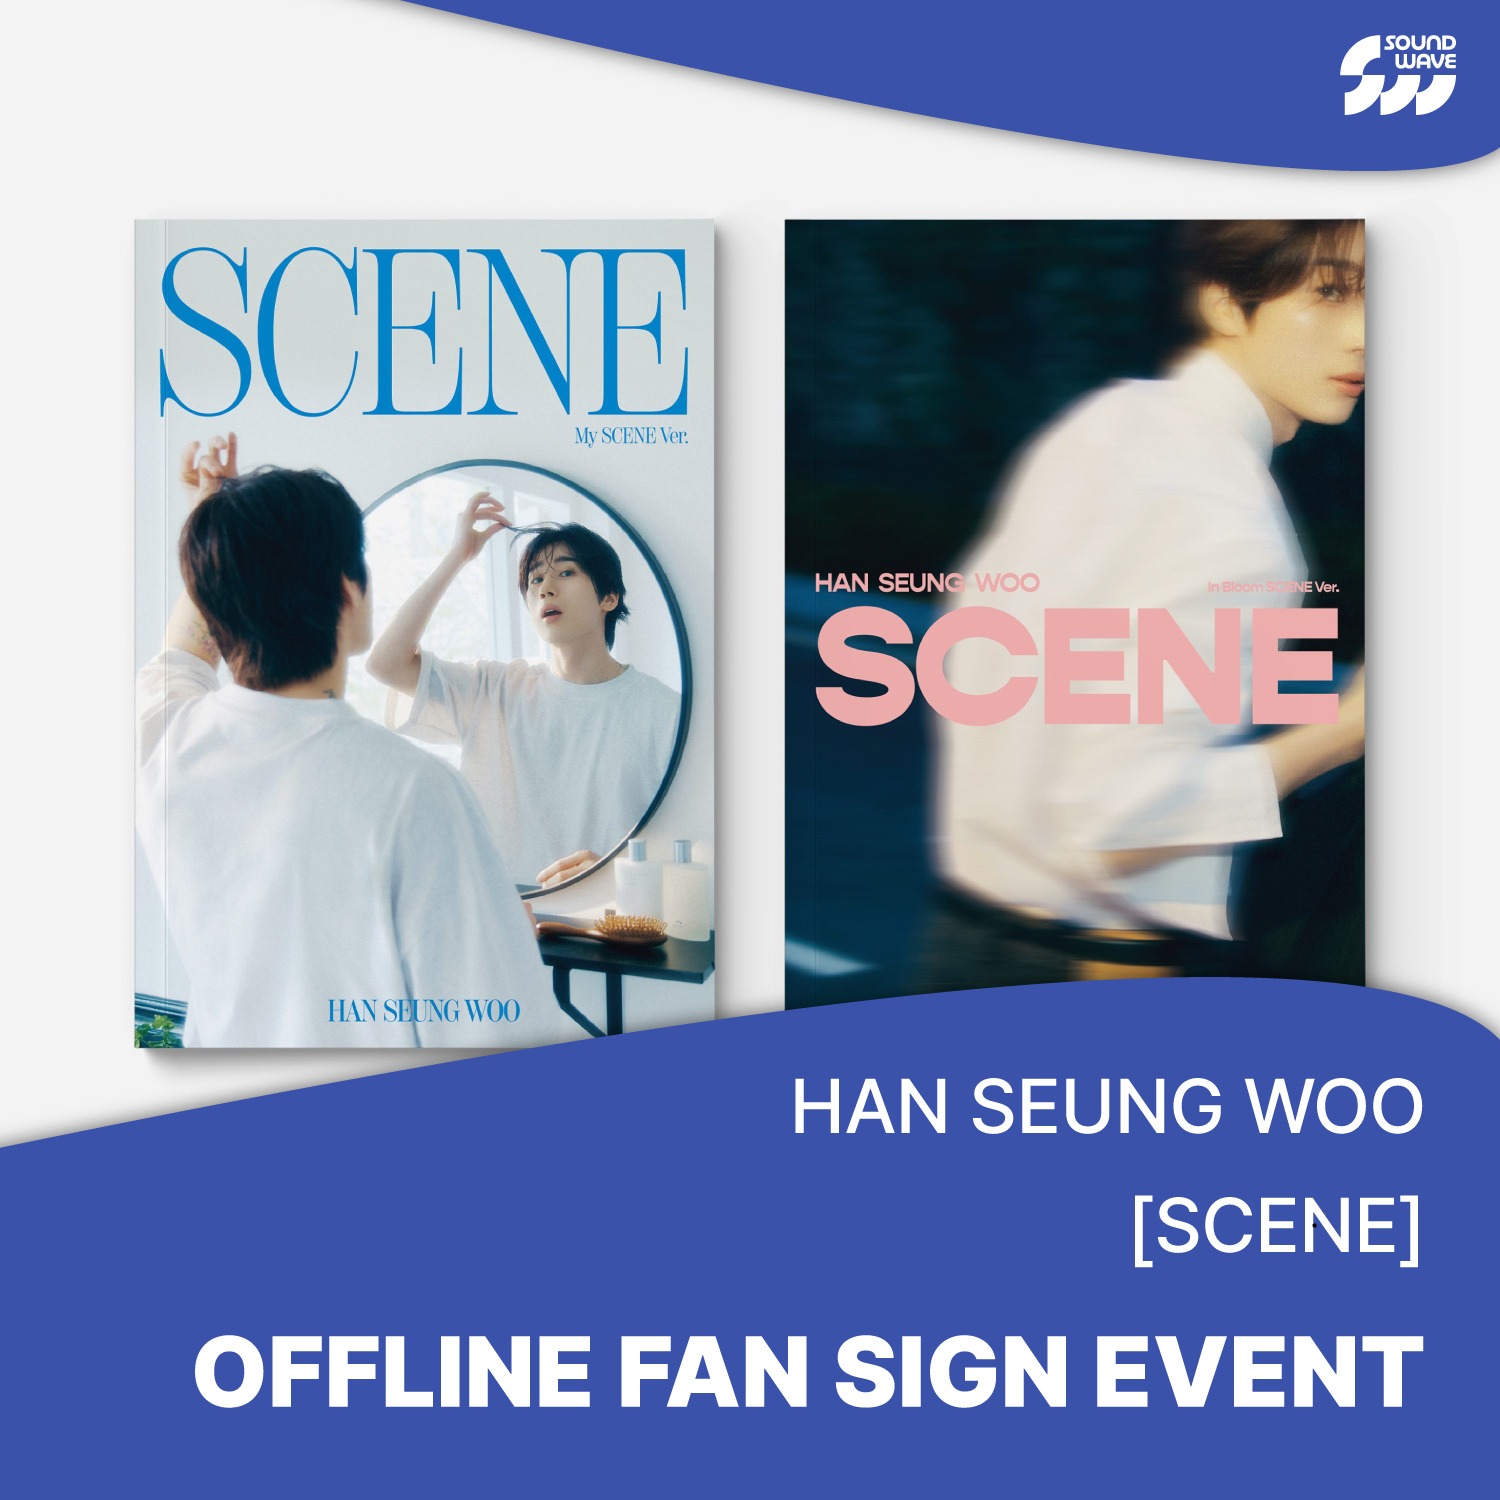 SOUND
WAVE
SCENE
My SCENE Ver.
HAN SEUNG WOO
HAN SEUNG WOO
In Bloom SCENE Ver.
SCENE
HAN SEUNG WOO
[SCENE]
OFFLINE FAN SIGN EVENT